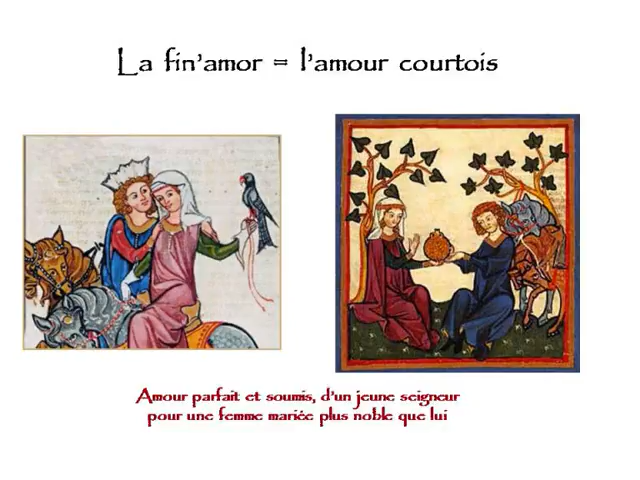 La fin'amor = l'amour courtois
Amour parfait et soumis, d'un jeune seigneur
pour une femme mariée plus noble que lui